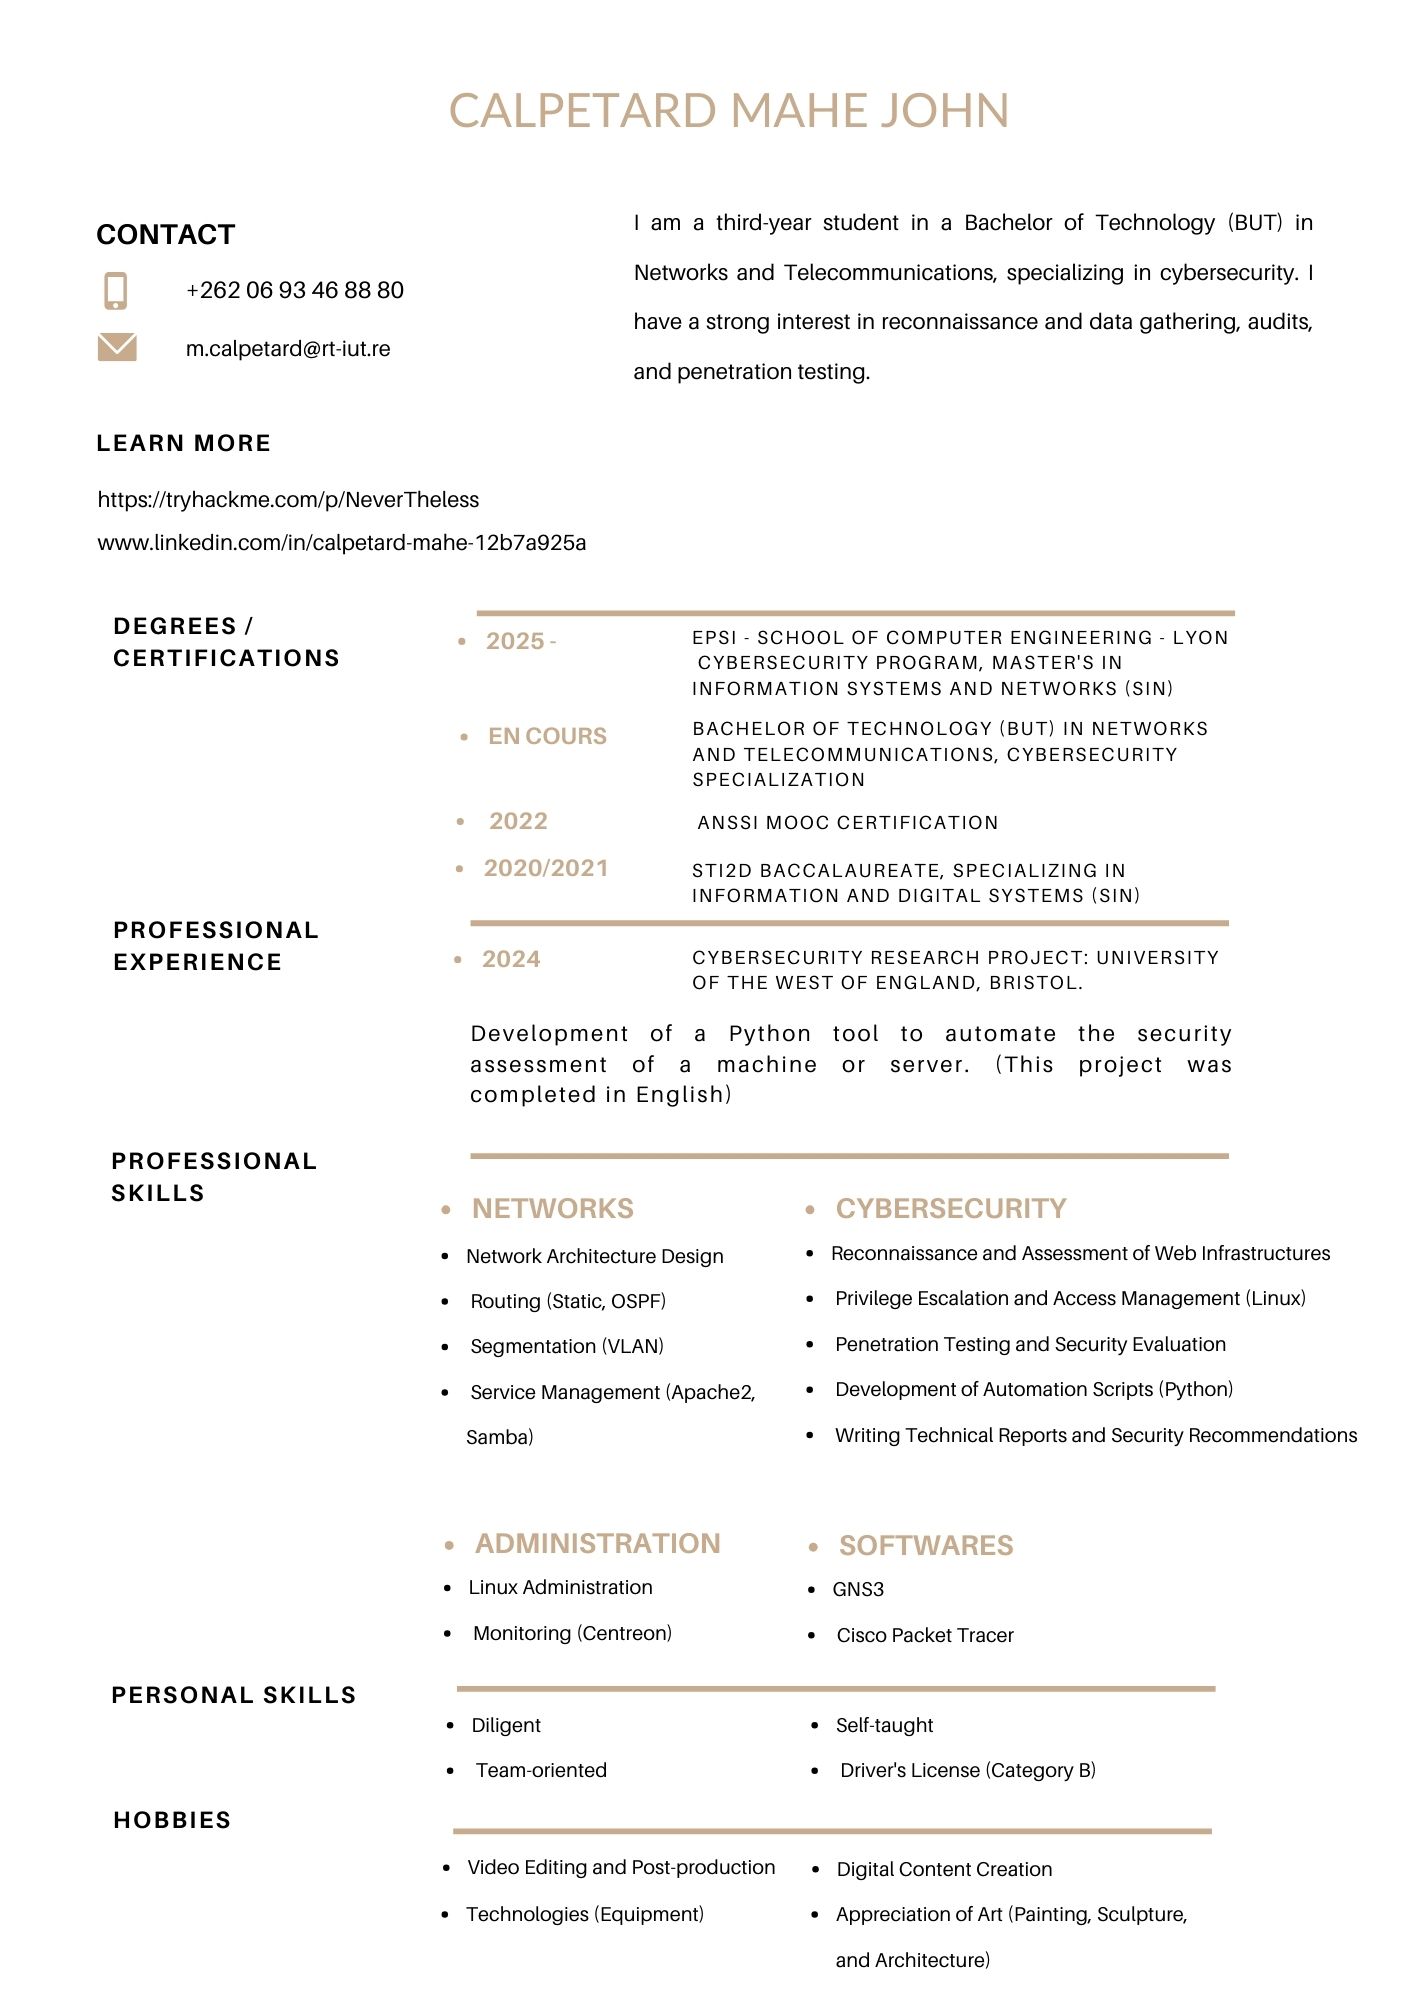 CALPETARD MAHE JOHN
CONTACT
+262 06 93 46 88 80
m.calpetard@rt-iut.re
I am a third-year student in a Bachelor of Technology (BUT) in
Networks and Telecommunications, specializing in cybersecurity. I
have a strong interest in reconnaissance and data gathering, audits,
and penetration testing.
LEARN MORE
https://tryhackme.com/p/NeverTheless
www.linkedin.com/in/calpetard-mahe-12b7a925a
DEGREES /
CERTIFICATIONS
• 2025 -
EPSI - SCHOOL OF COMPUTER ENGINEERING - LYON
CYBERSECURITY PROGRAM, MASTER'S IN
INFORMATION SYSTEMS AND NETWORKS (SIN)
• EN COURS
BACHELOR OF TECHNOLOGY (BUT) IN NETWORKS
AND TELECOMMUNICATIONS, CYBERSECURITY
SPECIALIZATION
• 2022
ANSSI MOOC CERTIFICATION
• 2020/2021
STI2D BACCALAUREATE, SPECIALIZING IN
INFORMATION AND DIGITAL SYSTEMS (SIN)
PROFESSIONAL
EXPERIENCE
• 2024
CYBERSECURITY RESEARCH PROJECT: UNIVERSITY
OF THE WEST OF ENGLAND, BRISTOL.
Development of a Python tool to automate the security
assessment of a machine or server. (This project was
completed in English)
PROFESSIONAL
SKILLS
• NETWORKS
• Network Architecture Design
• Routing (Static, OSPF)
• Segmentation (VLAN)
• Service Management (Apache2,
Samba)
• CYBERSECURITY
• Reconnaissance and Assessment of Web Infrastructures
• Privilege Escalation and Access Management (Linux)
• Penetration Testing and Security Evaluation
• Development of Automation Scripts (Python)
• Writing Technical Reports and Security Recommendations
• ADMINISTRATION
• Linux Administration
• Monitoring (Centreon)
• SOFTWARES
• GNS3
• Cisco Packet Tracer
PERSONAL SKILLS
• Diligent
• Team-oriented
• Self-taught
• Driver's License (Category B)
HOBBIES
• Video Editing and Post-production
• Technologies (Equipment)
• Digital Content Creation
• Appreciation of Art (Painting, Sculpture,
and Architecture)